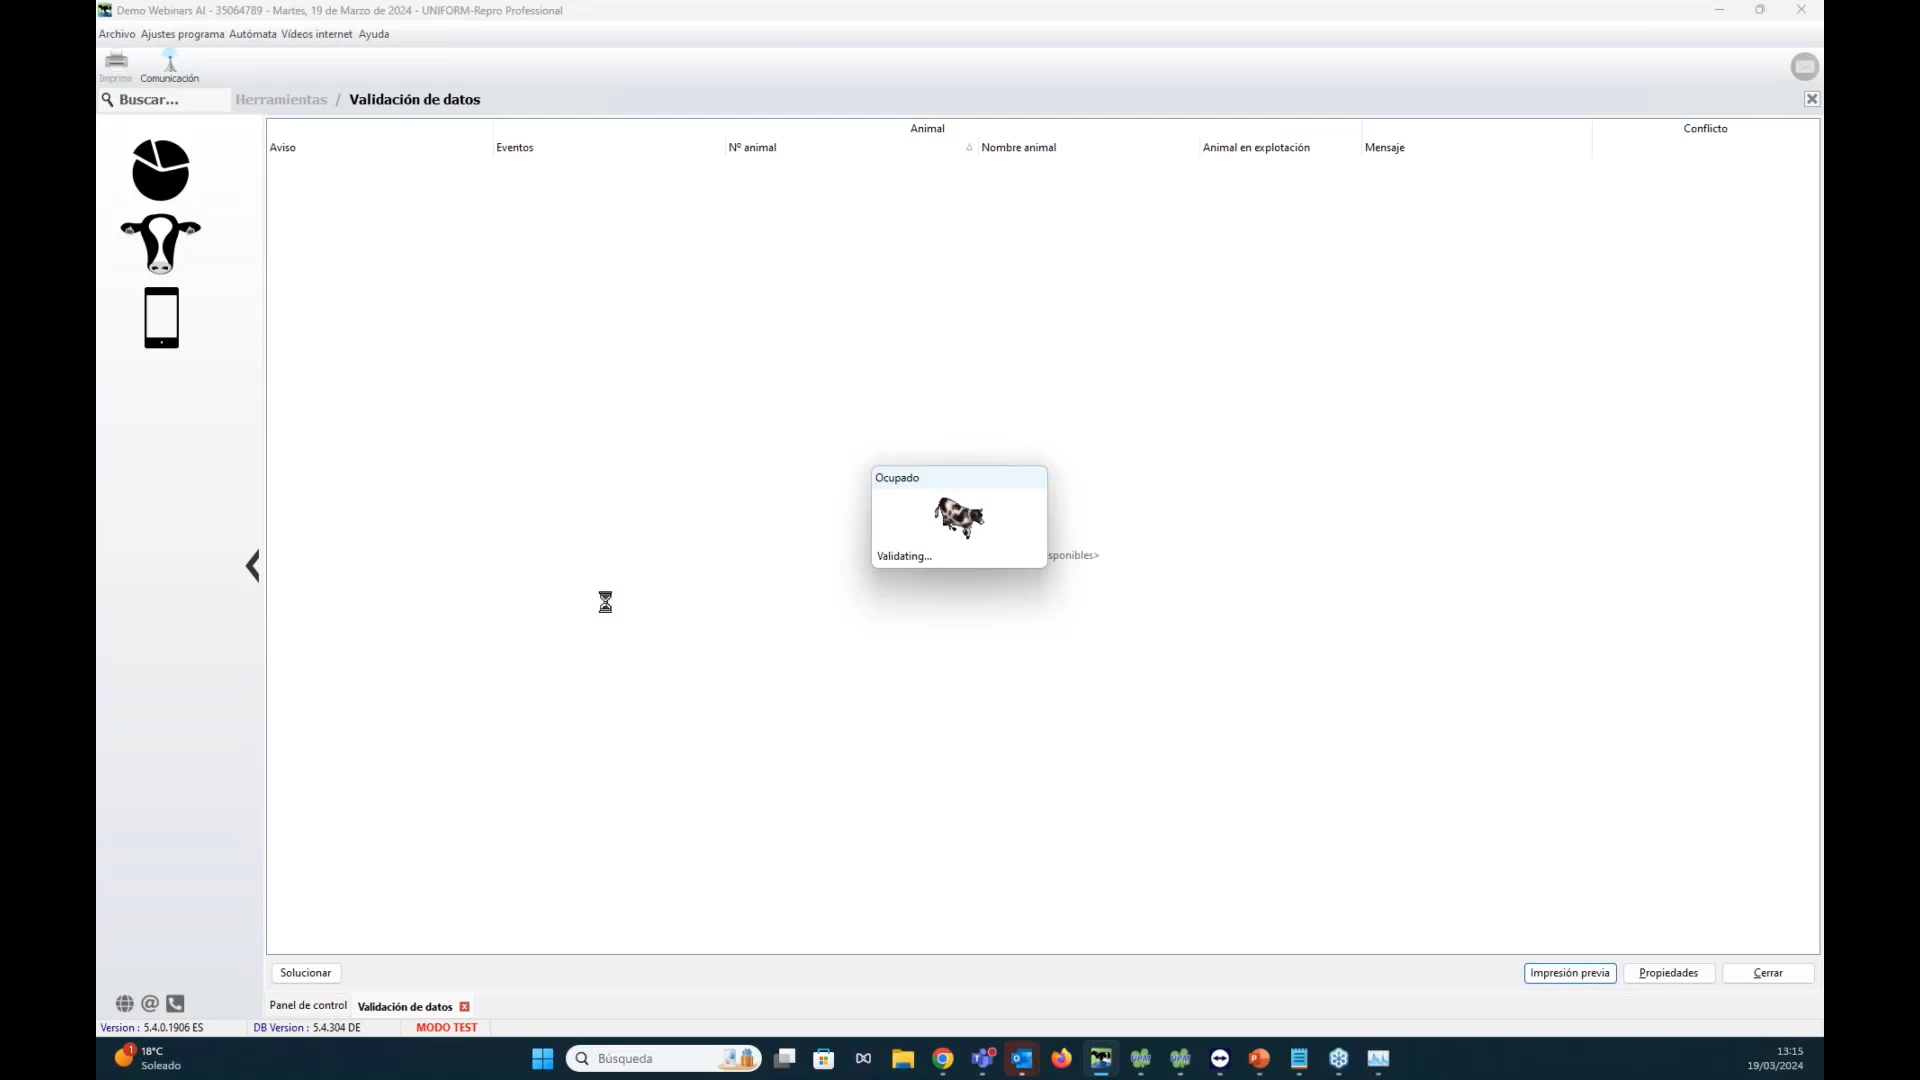 Demo Webinars AI - 35064789 - Martes, 19 de Marzo de 2024 - UNIFORM-Repro Professional
Archivo Ajustes programa Autómata Vídeos internet Ayuda
Imprimir Comunicación
Buscar... Herramientas / Validación de datos
Animal Conflicto
Aviso Eventos Nº animal Nombre animal Animal en explotación Mensaje
Ocupado
Validating...
sponibles>
Solucionar Impresión previa Propiedades Cerrar
Panel de control Validación de datos
Version : 5.4.0.1906 ES DB Version : 5.4.304 DE MODO TEST
1 18°C
Soleado
Búsqueda
13:15
19/03/2024